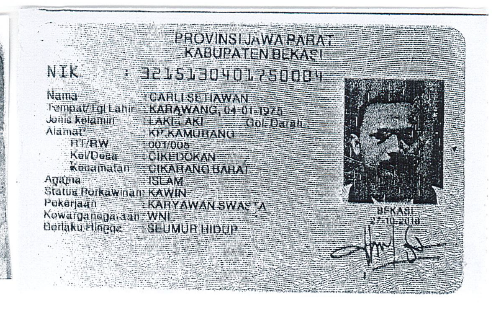 PROVINSI JAWA BARAT
KABUPATEN BEKASI
NIK : 3215130401750004
Nama : CARLI SETIAWAN
Tempat/Tgl Lahir : KARAWANG, 04-01-1975
Jenis kelamin : LAKI-LAKI Gol. Darah
Alamat : KP. KAMURANG
RT/RW : 001/005
Kel/Desa : CIKEDOKAN
Kecamatan : CIKARANG BARAT
Agama : ISLAM
Status Perkawinan: KAWIN
Pekerjaan : KARYAWAN SWASTA
Kewarganegaraan: WNI
Berlaku Hingga : SEUMUR HIDUP
BEKASI
27-10-2016